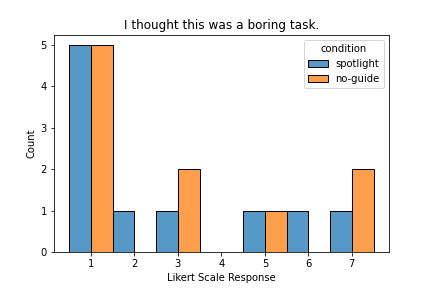 I thought this was a boring task.
condition
spotlight
no-guide
5
4
3
2
1
0
Count
1 2 3 4 5 6 7
Likert Scale Response